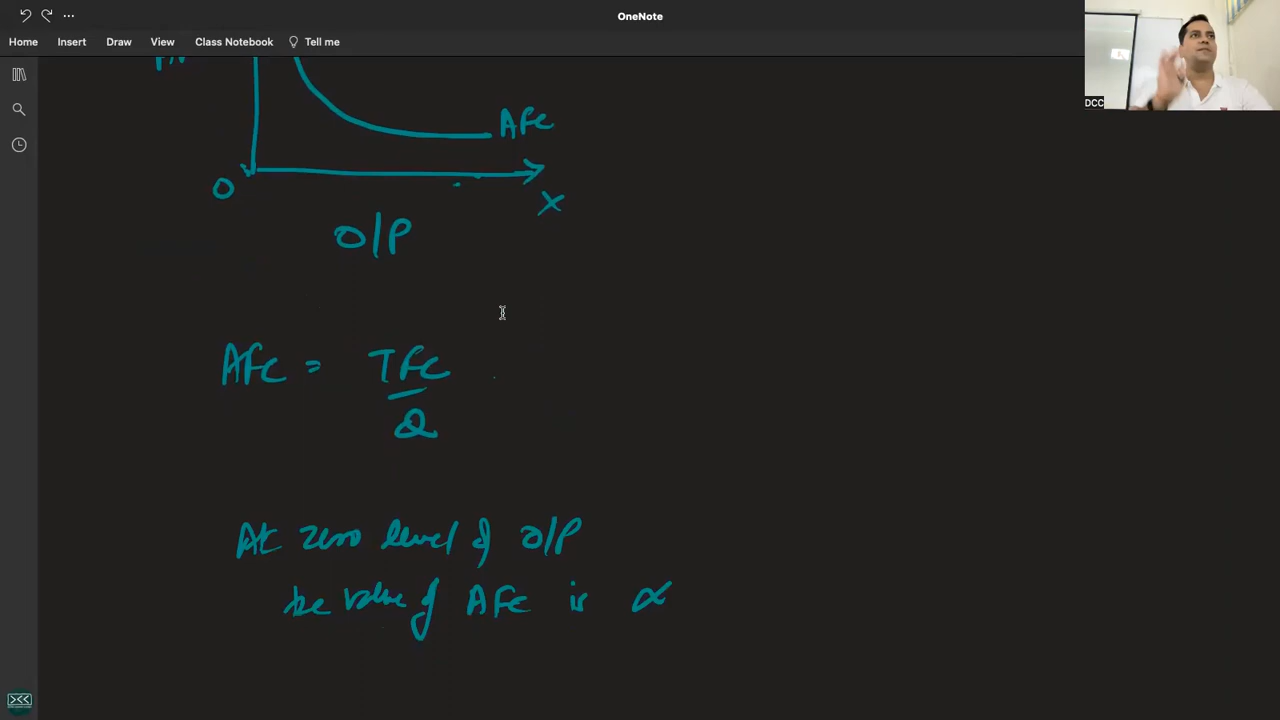 OneNote
Home Insert Draw View Class Notebook Tell me
DCC
AFC
O
X
O/P
AFC = TFC
Q
At zero level of O/P
the value of AFC is ∝
DCC